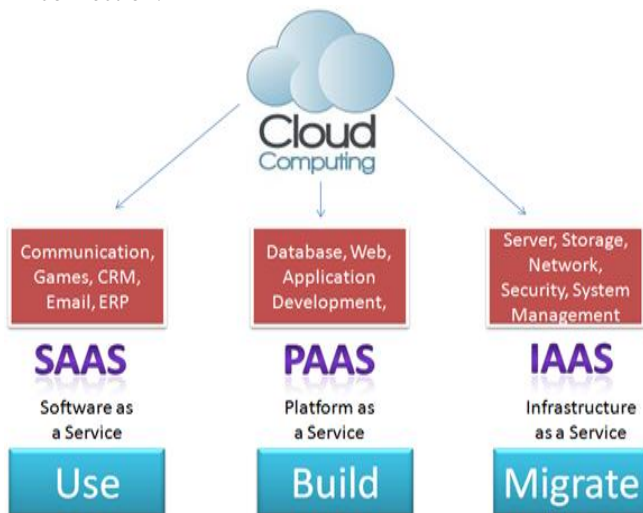 Cloud
Computing
Communication,
Games, CRM,
Email, ERP
Database, Web,
Application
Development,
Server, Storage,
Network,
Security, System
Management
SAAS
PAAS
IAAS
Software as
a Service
Platform as
a Service
Infrastructure
as a Service
Use
Build
Migrate